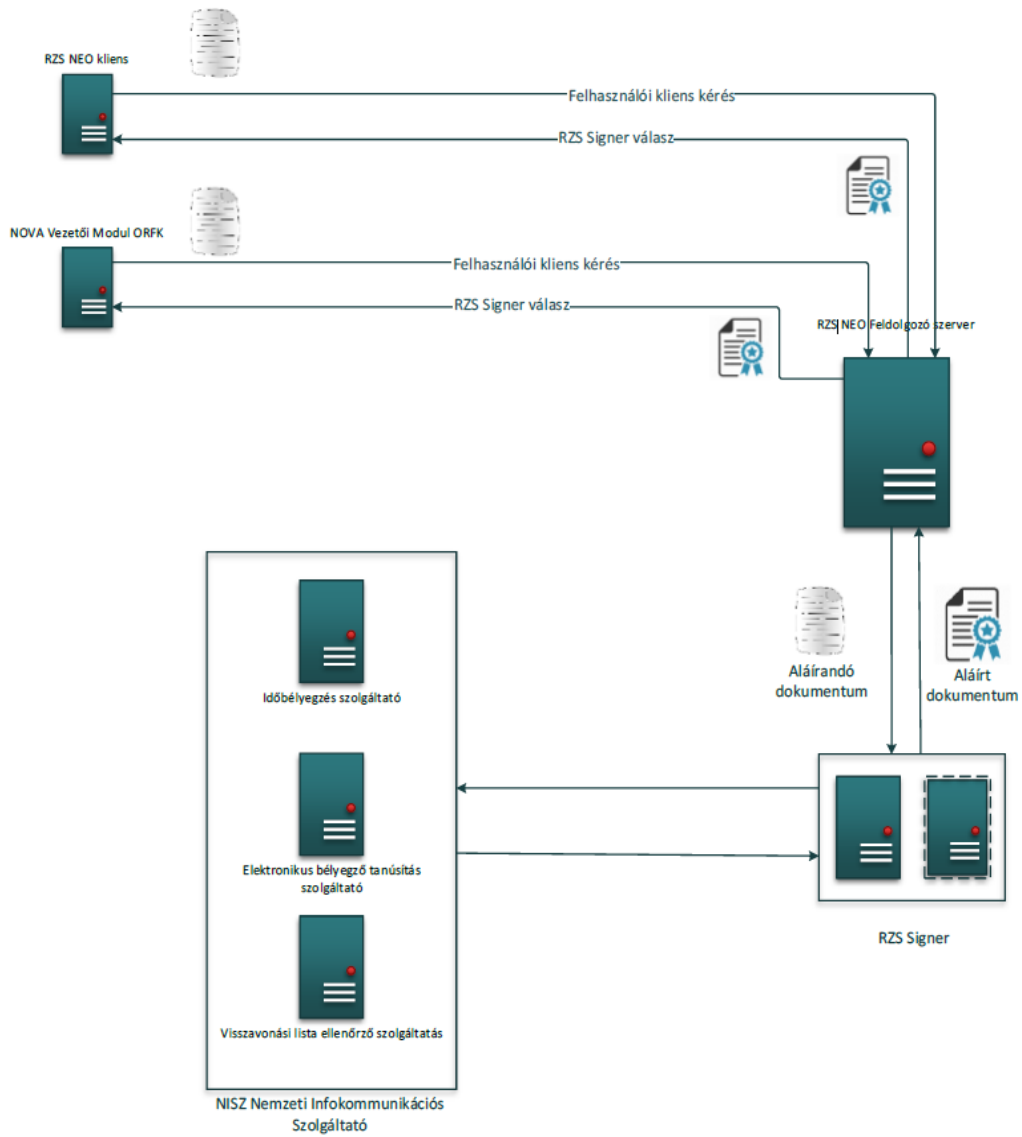 RZS NEO kliens
Felhasználói kliens kérés
RZS Signer válasz
NOVA Vezetői Modul ORFK
Felhasználói kliens kérés
RZS Signer válasz
RZS NEO Feldolgozó szerver
Időbélyegzés szolgáltató
Aláírandó
dokumentum
Aláírt
dokumentum
Elektronikus bélyegző tanúsítás
szolgáltató
RZS Signer
Visszavonási lista ellenőrző szolgáltatás
NISZ Nemzeti Infokommunikációs
Szolgáltató